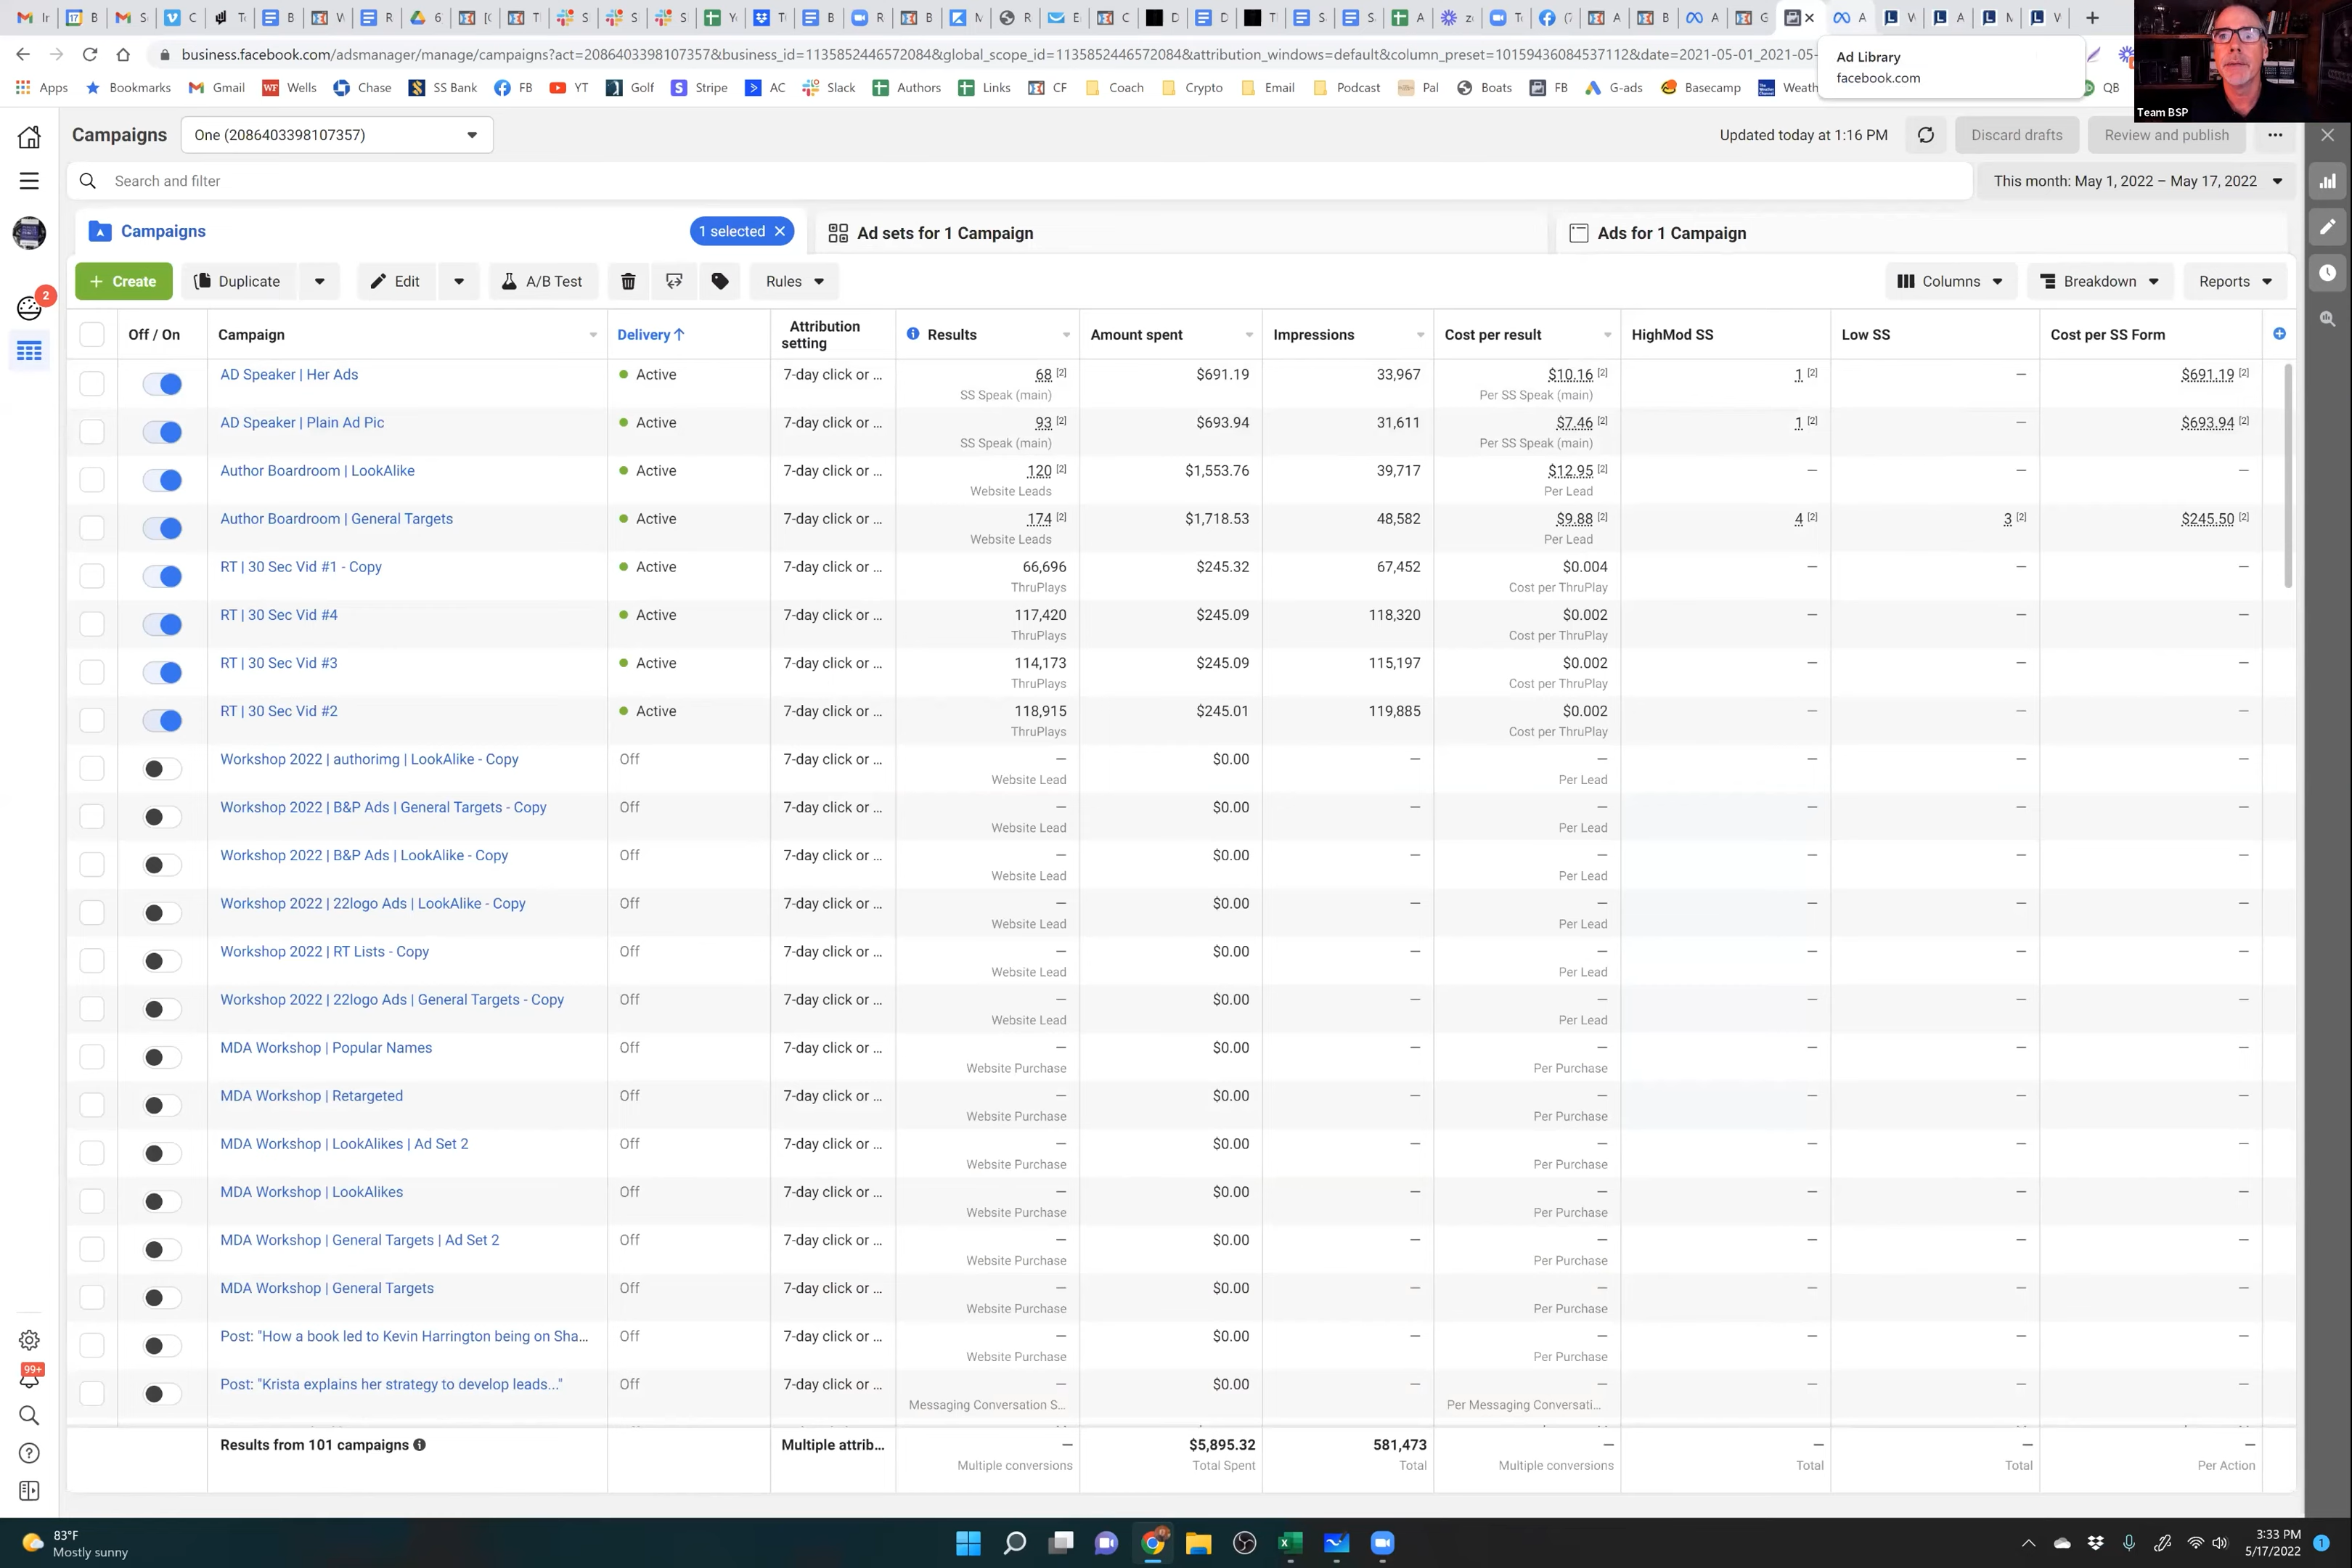 business.facebook.com/adsmanager/manage/campaigns?act=2086403398107357&business_id=1135852446572084&global_scope_id=1135852446572084&attribution_windows=default&column_preset=10159436084537112&date=2021-05-01_2021-05-
Ad Library
facebook.com
Team BSP
Apps Bookmarks Gmail Wells Chase SS Bank FB YT Golf Stripe AC Slack Authors Links CF Coach Crypto Email Podcast Pal Boats FB G-ads Basecamp Weath QB
Campaigns One (2086403398107357) Updated today at 1:16 PM Discard drafts Review and publish
Search and filter This month: May 1, 2022 – May 17, 2022
Campaigns 1 selected Ad sets for 1 Campaign Ads for 1 Campaign
+ Create Duplicate Edit A/B Test Rules Columns Breakdown Reports
2
Off / On Campaign Delivery ↑ Attribution setting Results Amount spent Impressions Cost per result HighMod SS Low SS Cost per SS Form
AD Speaker | Her Ads Active 7-day click or ... 68 [2] $691.19 33,967 $10.16 [2] 1 [2] — $691.19 [2]
SS Speak (main) Per SS Speak (main)
AD Speaker | Plain Ad Pic Active 7-day click or ... 93 [2] $693.94 31,611 $7.46 [2] 1 [2] — $693.94 [2]
SS Speak (main) Per SS Speak (main)
Author Boardroom | LookAlike Active 7-day click or ... 120 [2] $1,553.76 39,717 $12.95 [2] — — —
Website Leads Per Lead
Author Boardroom | General Targets Active 7-day click or ... 174 [2] $1,718.53 48,582 $9.88 [2] 4 [2] 3 [2] $245.50 [2]
Website Leads Per Lead
RT | 30 Sec Vid #1 - Copy Active 7-day click or ... 66,696 $245.32 67,452 $0.004 — — —
ThruPlays Cost per ThruPlay
RT | 30 Sec Vid #4 Active 7-day click or ... 117,420 $245.09 118,320 $0.002 — — —
ThruPlays Cost per ThruPlay
RT | 30 Sec Vid #3 Active 7-day click or ... 114,173 $245.09 115,197 $0.002 — — —
ThruPlays Cost per ThruPlay
RT | 30 Sec Vid #2 Active 7-day click or ... 118,915 $245.01 119,885 $0.002 — — —
ThruPlays Cost per ThruPlay
Workshop 2022 | authorimg | LookAlike - Copy Off 7-day click or ... — $0.00 — — — — —
Website Lead Per Lead
Workshop 2022 | B&P Ads | General Targets - Copy Off 7-day click or ... — $0.00 — — — — —
Website Lead Per Lead
Workshop 2022 | B&P Ads | LookAlike - Copy Off 7-day click or ... — $0.00 — — — — —
Website Lead Per Lead
Workshop 2022 | 22logo Ads | LookAlike - Copy Off 7-day click or ... — $0.00 — — — — —
Website Lead Per Lead
Workshop 2022 | RT Lists - Copy Off 7-day click or ... — $0.00 — — — — —
Website Lead Per Lead
Workshop 2022 | 22logo Ads | General Targets - Copy Off 7-day click or ... — $0.00 — — — — —
Website Lead Per Lead
MDA Workshop | Popular Names Off 7-day click or ... — $0.00 — — — — —
Website Purchase Per Purchase
MDA Workshop | Retargeted Off 7-day click or ... — $0.00 — — — — —
Website Purchase Per Purchase
MDA Workshop | LookAlikes | Ad Set 2 Off 7-day click or ... — $0.00 — — — — —
Website Purchase Per Purchase
MDA Workshop | LookAlikes Off 7-day click or ... — $0.00 — — — — —
Website Purchase Per Purchase
MDA Workshop | General Targets | Ad Set 2 Off 7-day click or ... — $0.00 — — — — —
Website Purchase Per Purchase
MDA Workshop | General Targets Off 7-day click or ... — $0.00 — — — — —
Website Purchase Per Purchase
Post: "How a book led to Kevin Harrington being on Sha... Off 7-day click or ... — $0.00 — — — — —
Website Purchase Per Purchase
99+
Post: "Krista explains her strategy to develop leads..." Off 7-day click or ... — $0.00 — — — — —
Messaging Conversation S... Per Messaging Conversati...
Results from 101 campaigns Multiple attrib... — $5,895.32 581,473 — — — —
Multiple conversions Total Spent Total Multiple conversions Total Total Per Action
83°F
Mostly sunny
3:33 PM
5/17/2022
1